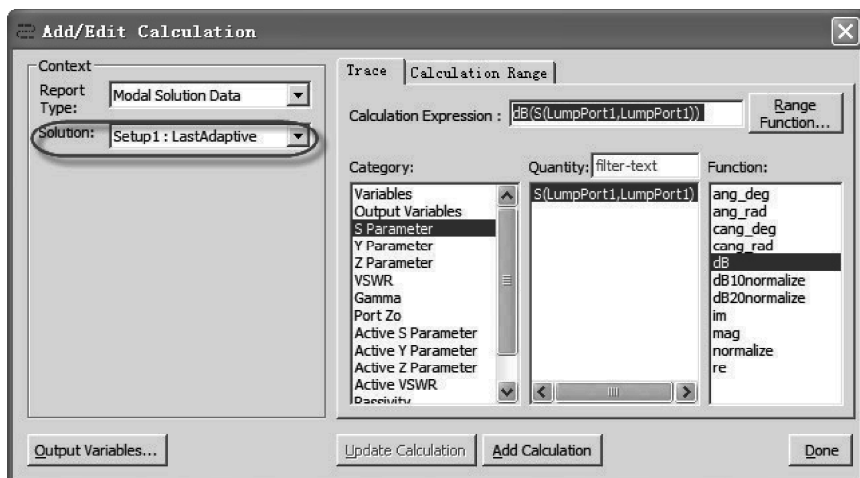 Add/Edit Calculation
Context
Report Type:
Modal Solution Data
Solution:
Setup1 : LastAdaptive
Trace
Calculation Range
Calculation Expression :
dB(S(LumpPort1,LumpPort1))
Range Function...
Category:
Variables
Output Variables
S Parameter
Y Parameter
Z Parameter
VSWR
Gamma
Port Zo
Active S Parameter
Active Y Parameter
Active Z Parameter
Active VSWR
Passivity
Quantity:
filter-text
S(LumpPort1,LumpPort1)
Function:
ang_deg
ang_rad
cang_deg
cang_rad
dB
dB10normalize
dB20normalize
im
mag
normalize
re
Output Variables...
Update Calculation
Add Calculation
Done